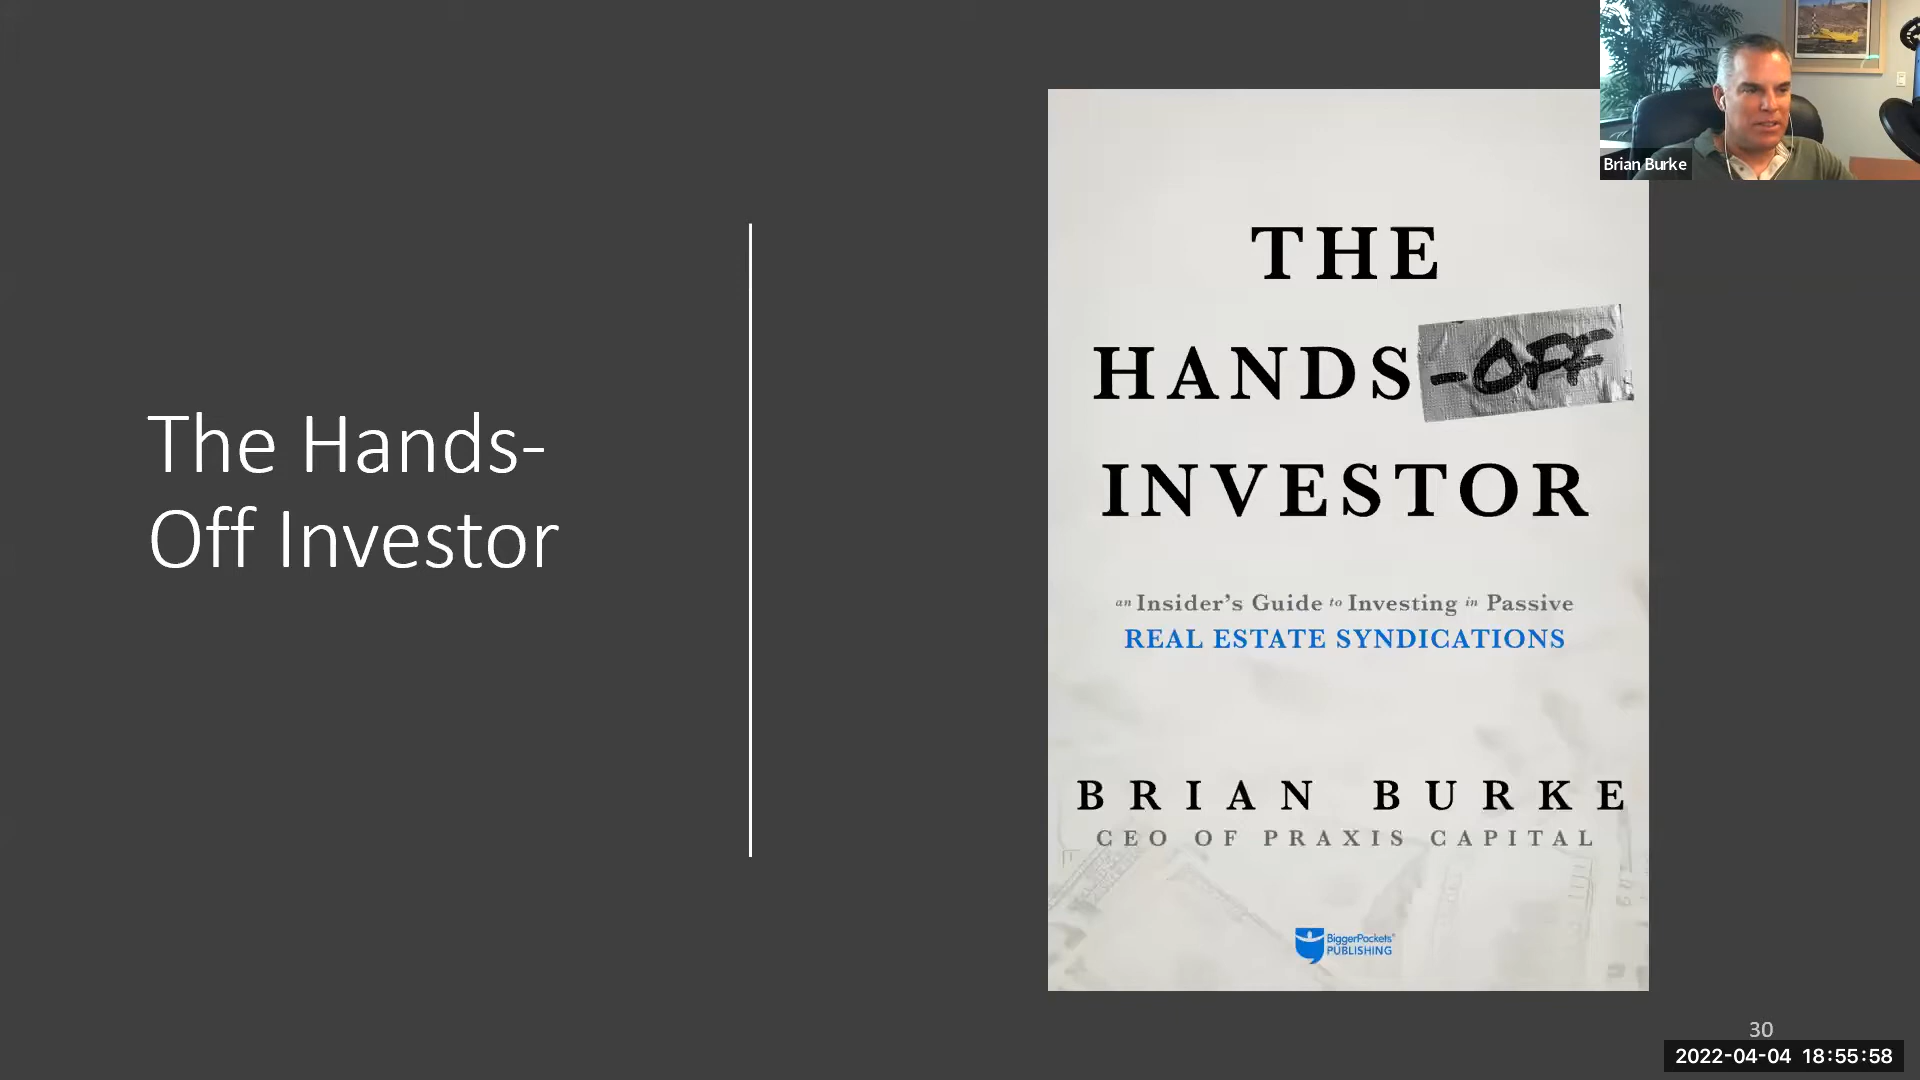 The Hands-
Off Investor
THE
HANDS-OFF
INVESTOR
an Insider's Guide to Investing in Passive
REAL ESTATE SYNDICATIONS
BRIAN BURKE
CEO OF PRAXIS CAPITAL
BiggerPockets®
PUBLISHING
Brian Burke
30
2022-04-04 18:55:58